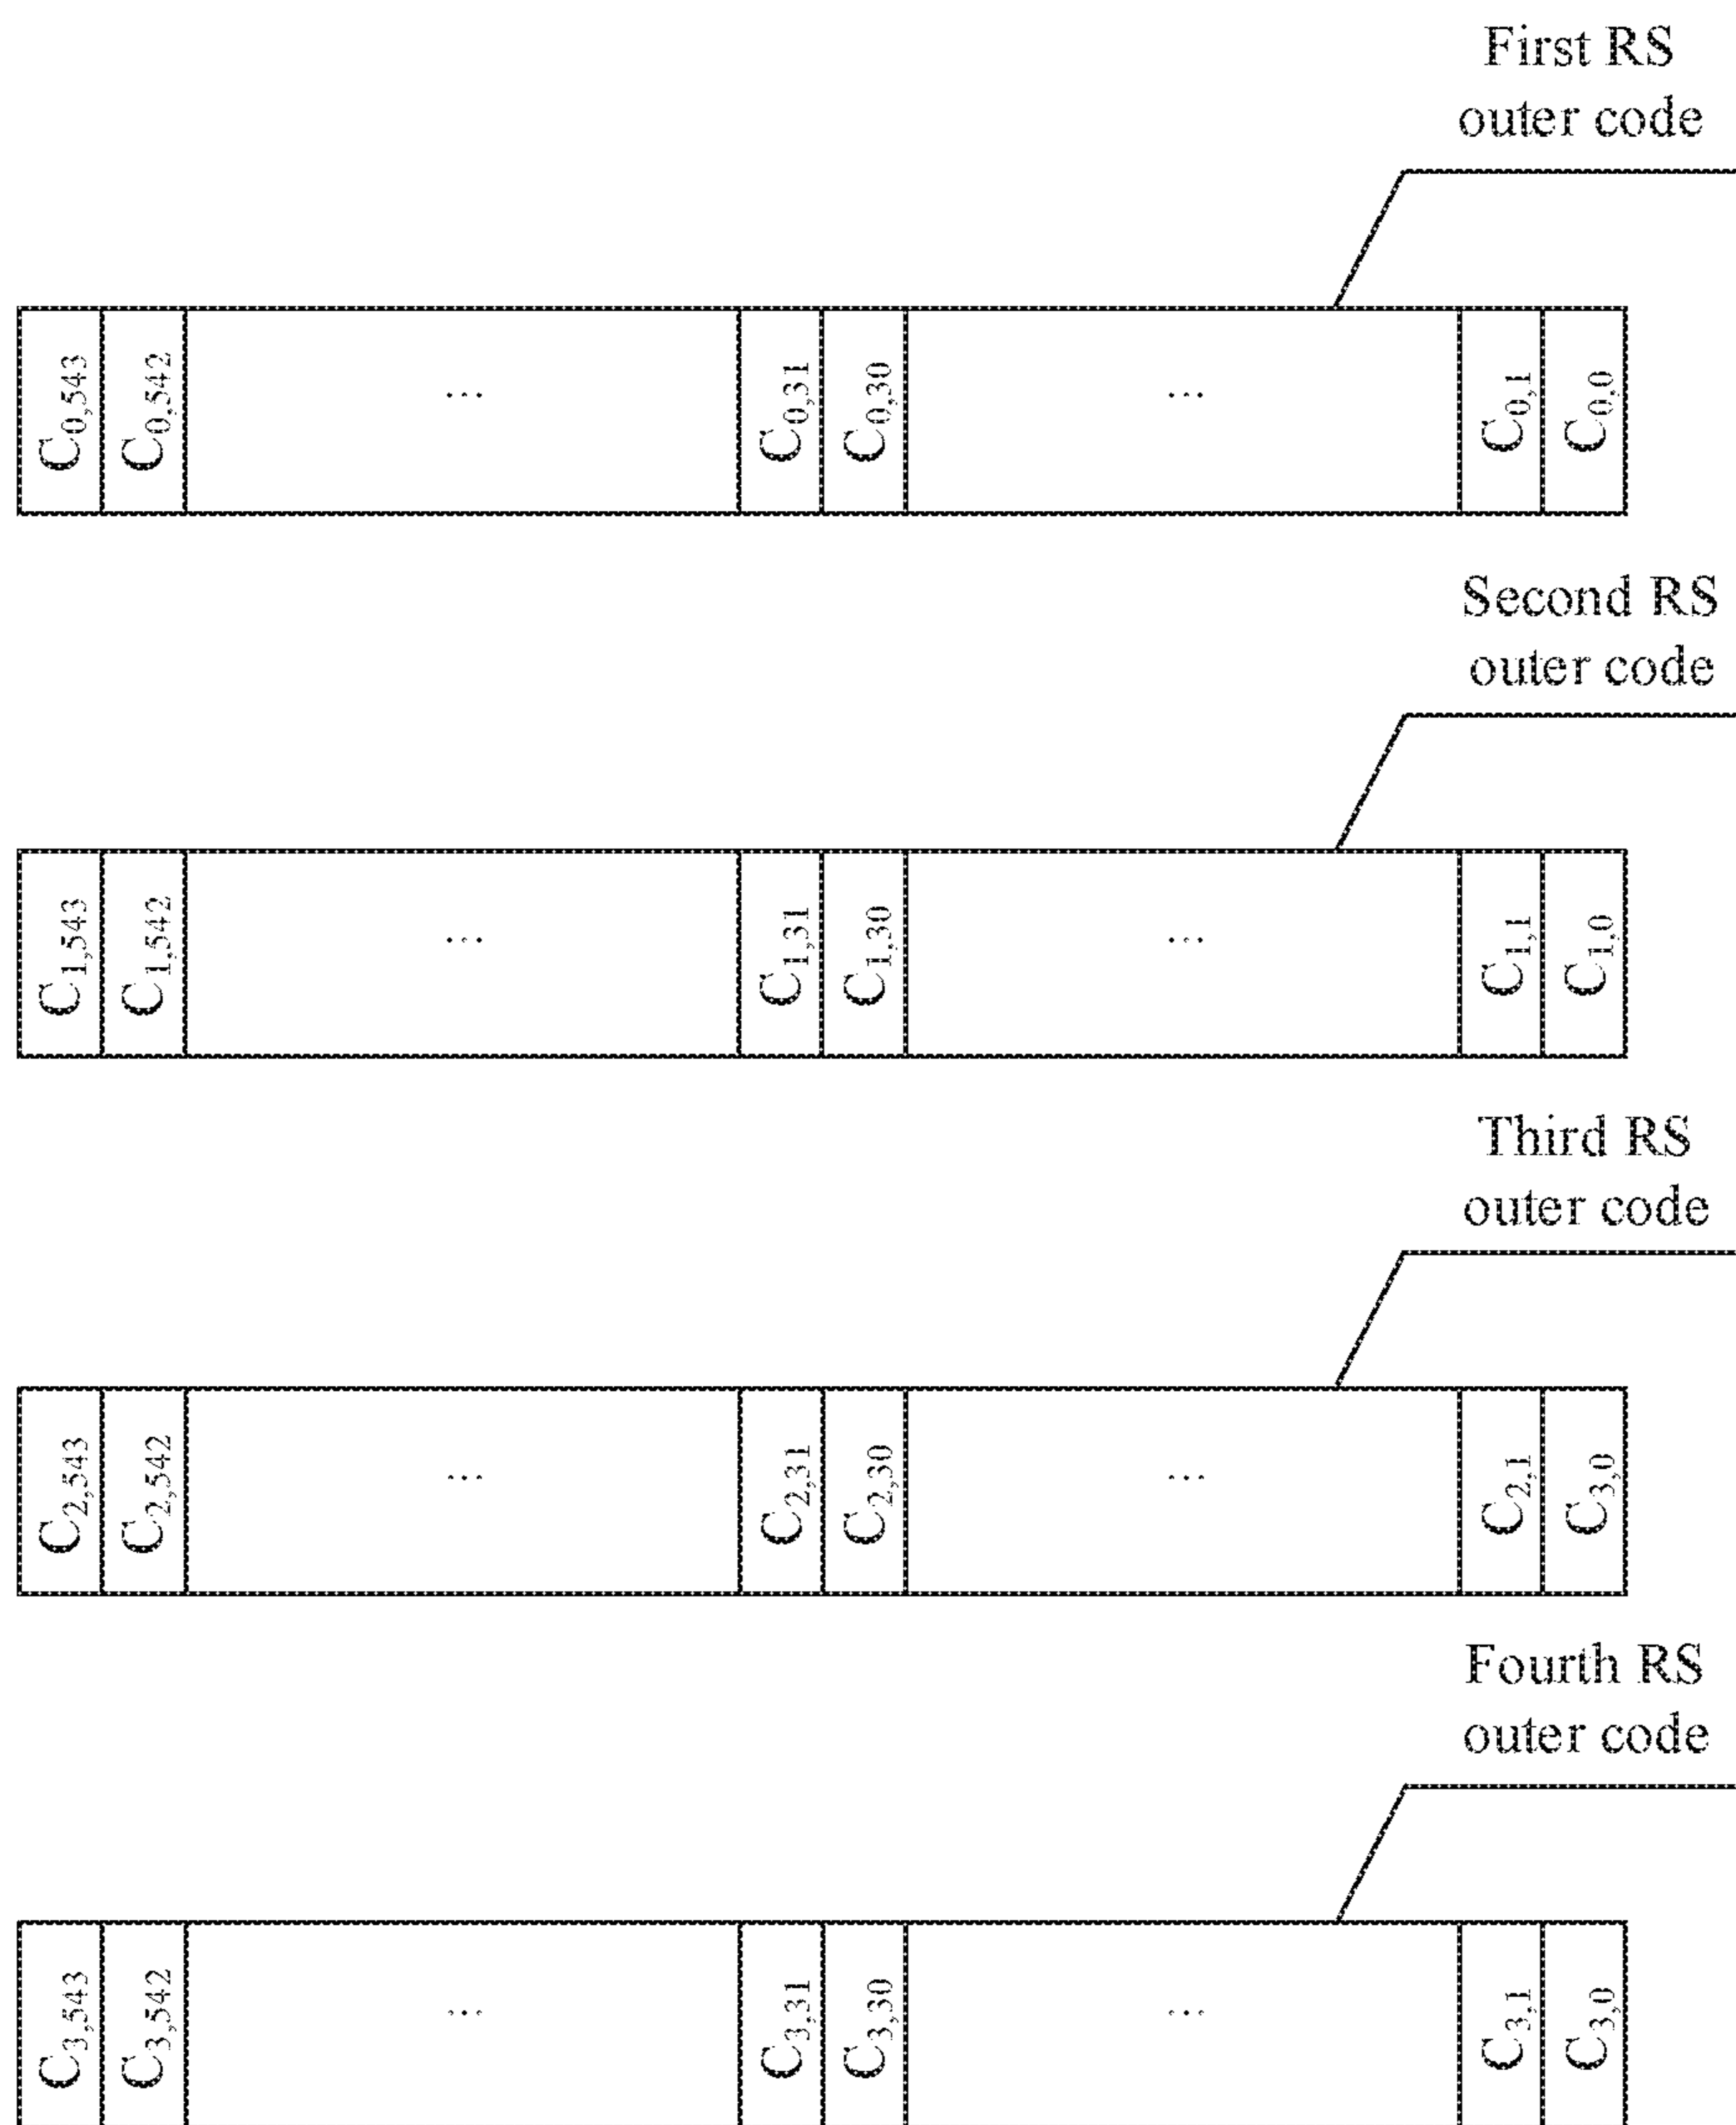 First RS
outer code
C0,543 C0,542 ... C0,31 C0,30 ... C0,1 C0,0
Second RS
outer code
C1,543 C1,542 ... C1,31 C1,30 ... C1,1 C1,0
Third RS
outer code
C2,543 C2,542 ... C2,31 C2,30 ... C2,1 C3,0
Fourth RS
outer code
C3,543 C3,542 ... C3,31 C3,30 ... C3,1 C3,0